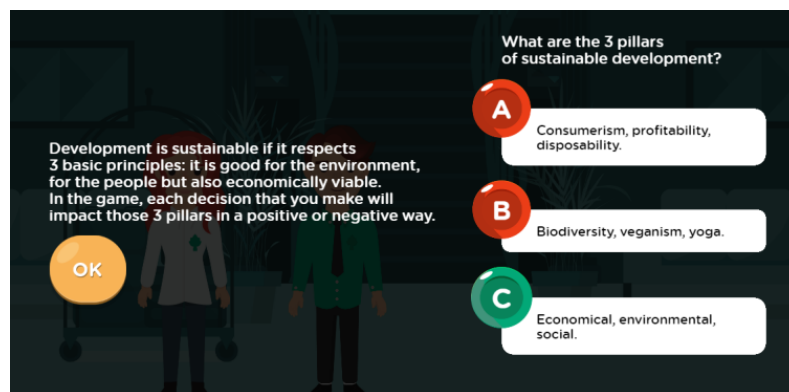 What are the 3 pillars
of sustainable development?
A
Consumerism, profitability,
disposability.
Development is sustainable if it respects
3 basic principles: it is good for the environment,
for the people but also economically viable.
In the game, each decision that you make will
impact those 3 pillars in a positive or negative way.
OK
B
Biodiversity, veganism, yoga.
C
Economical, environmental,
social.